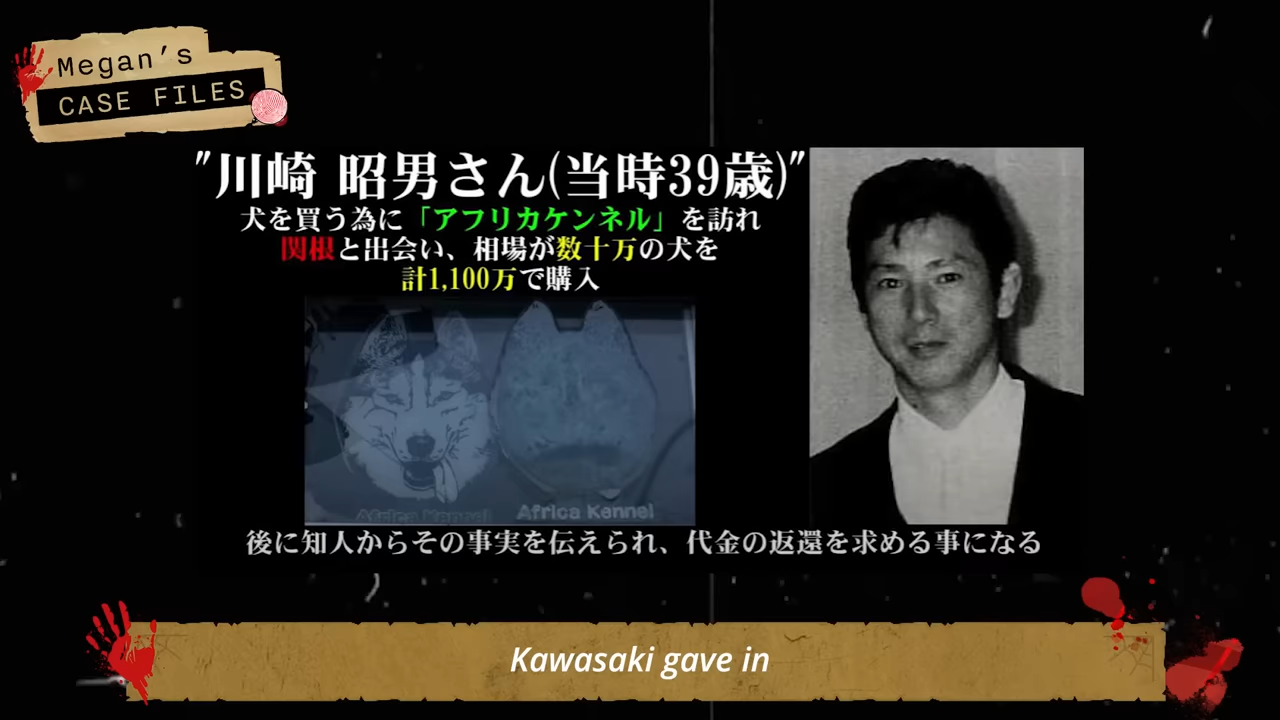 Megan's
CASE FILES
"川崎 昭男さん(当時39歳)"
犬を買う為に「アフリカケンネル」を訪れ
関根と出会い、相場が数十万の犬を
計1,100万で購入
Africa Kennel
Africa Kennel
後に知人からその事実を伝えられ、代金の返還を求める事になる
Kawasaki gave in